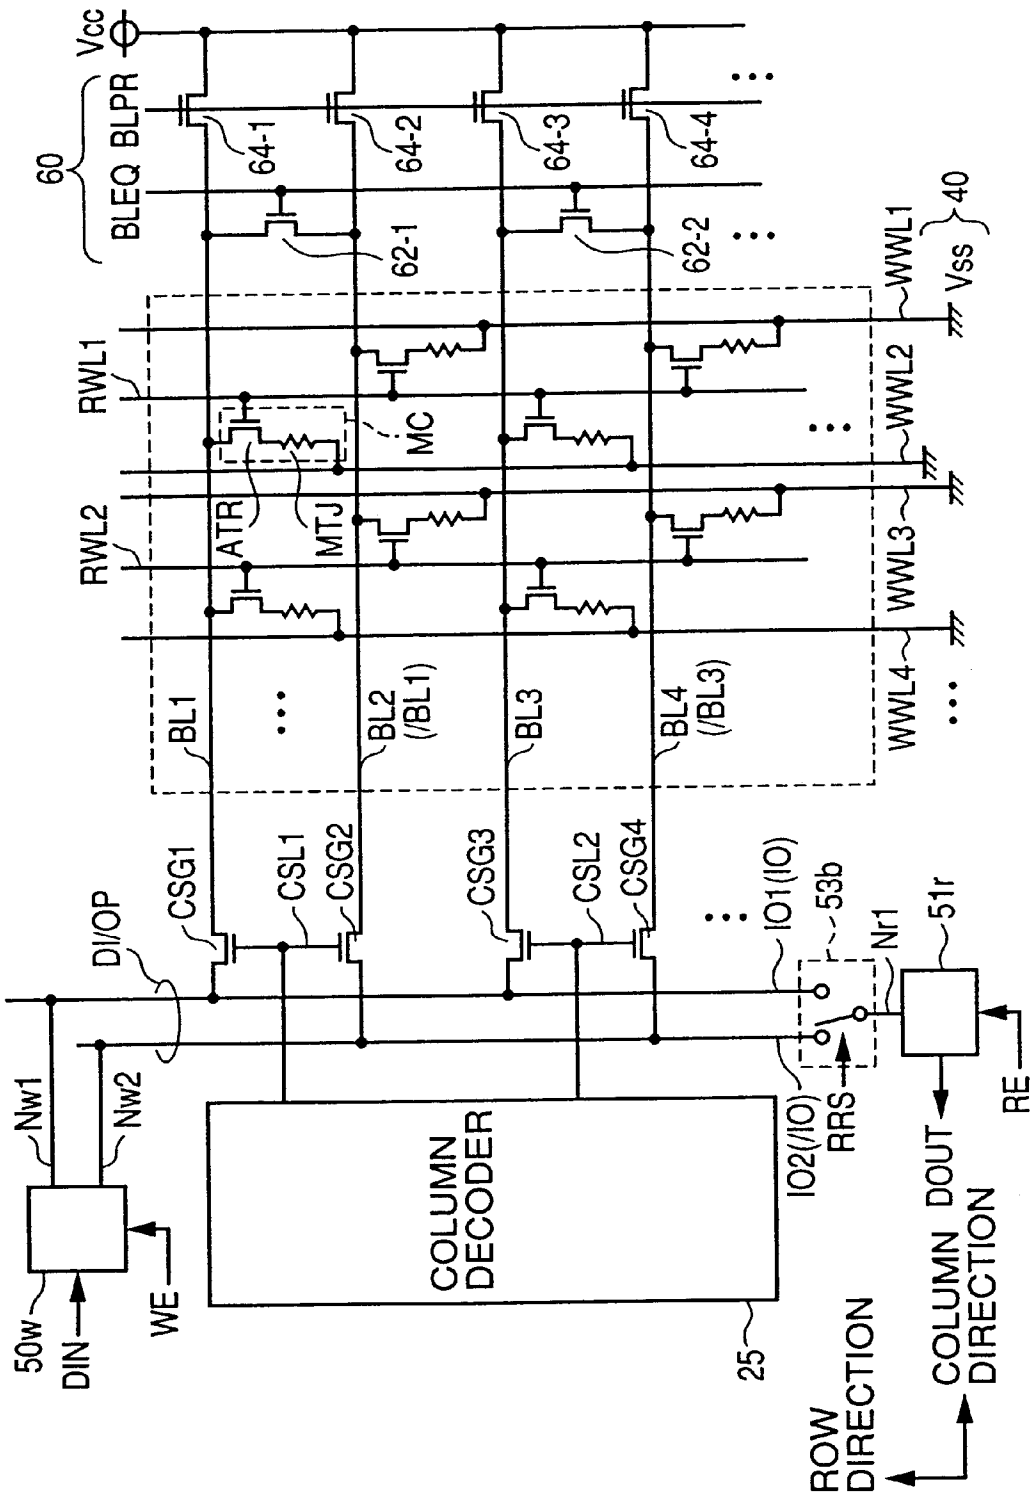 60
BLEQ BLPR Vcc
64-1
64-2
64-3
64-4
62-1
62-2
RWL1
RWL2
ATR
MTJ
MC
WWL1
WWL2
WWL3
WWL4
Vss
40
BL1
BL2
(/BL1)
BL3
BL4
(/BL3)
CSG1
CSL1
CSG2
CSG3
CSL2
CSG4
DI/OP
IO1(IO)
IO2(/IO)
53b
RRS
Nr1
51r
RE
DOUT
Nw1
Nw2
50w
DIN
WE
COLUMN
DECODER
25
ROW
DIRECTION
COLUMN
DIRECTION